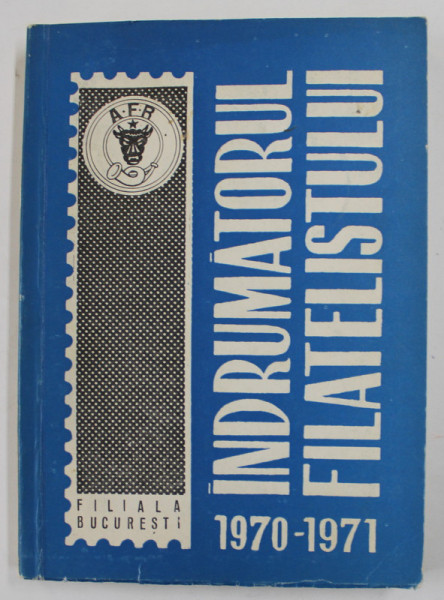 A·F·R
ÎNDRUMĂTORUL
FILATELISTULUI
1970-1971
FILIALA
BUCUREȘTI